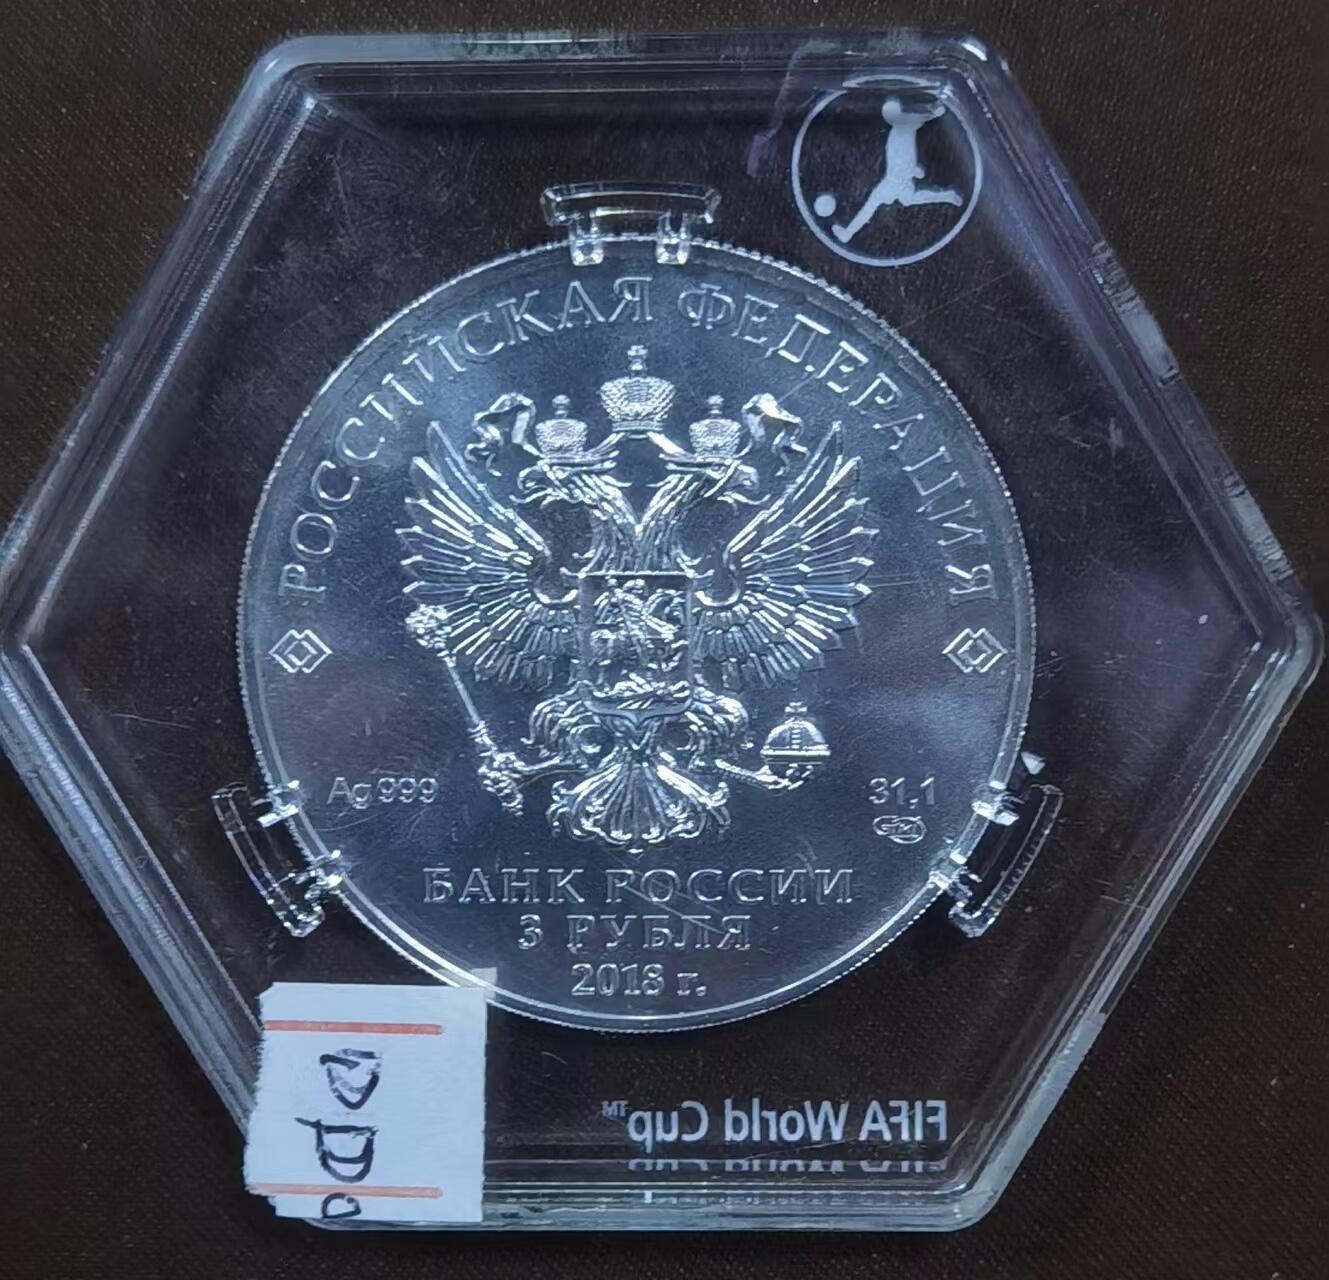 РОССИЙСКАЯ ФЕДЕРАЦИЯ
Ag 999
31,1
БАНК РОССИИ
3 РУБЛЯ
2018 г.
FIFA World Cup™